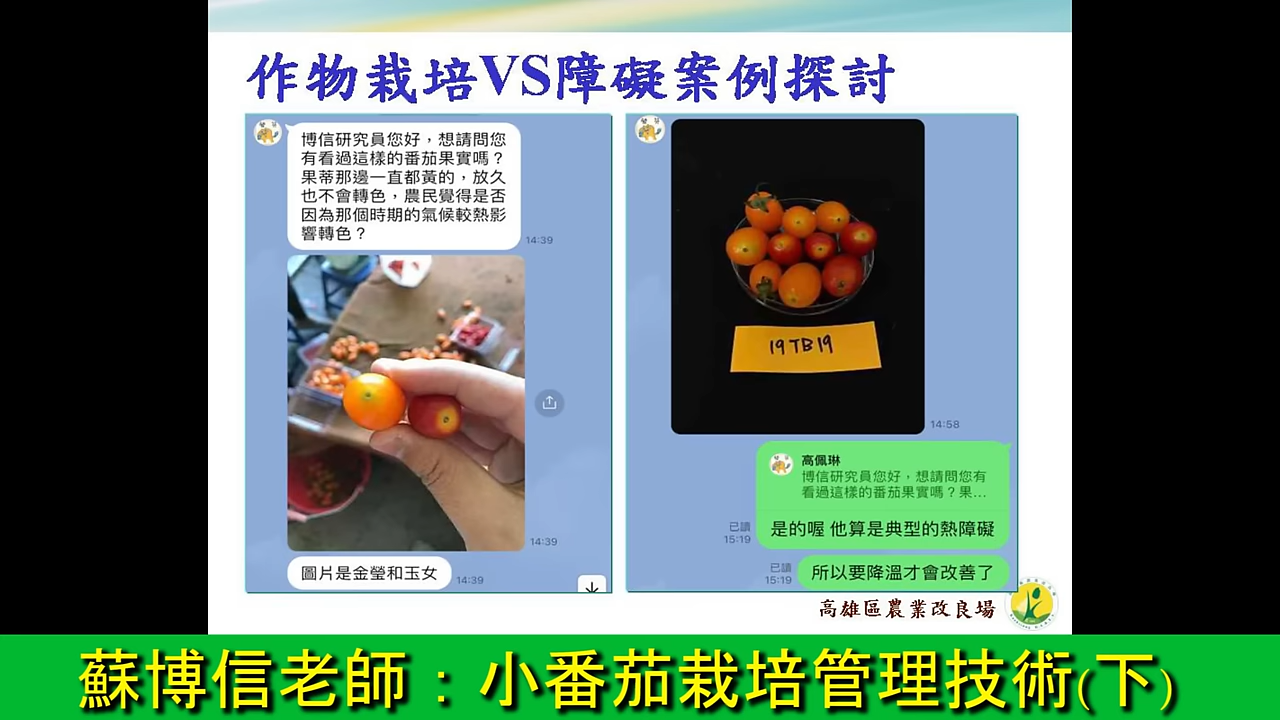 作物栽培VS障礙案例探討
博信研究員您好，想請問您
有看過這樣的番茄果實嗎？
果蒂那邊一直都黃的，放久
也不會轉色，農民覺得是否
因為那個時期的氣候較熱影
響轉色？
14:39
14:39
圖片是金瑩和玉女
14:39
19TB19
14:58
高佩琳
博信研究員您好，想請問您有
看過這樣的番茄果實嗎？果...
已讀
15:19
是的喔 他算是典型的熱障礙
已讀
15:19
所以要降溫才會改善了
高雄區農業改良場
蘇博信老師：小番茄栽培管理技術(下)